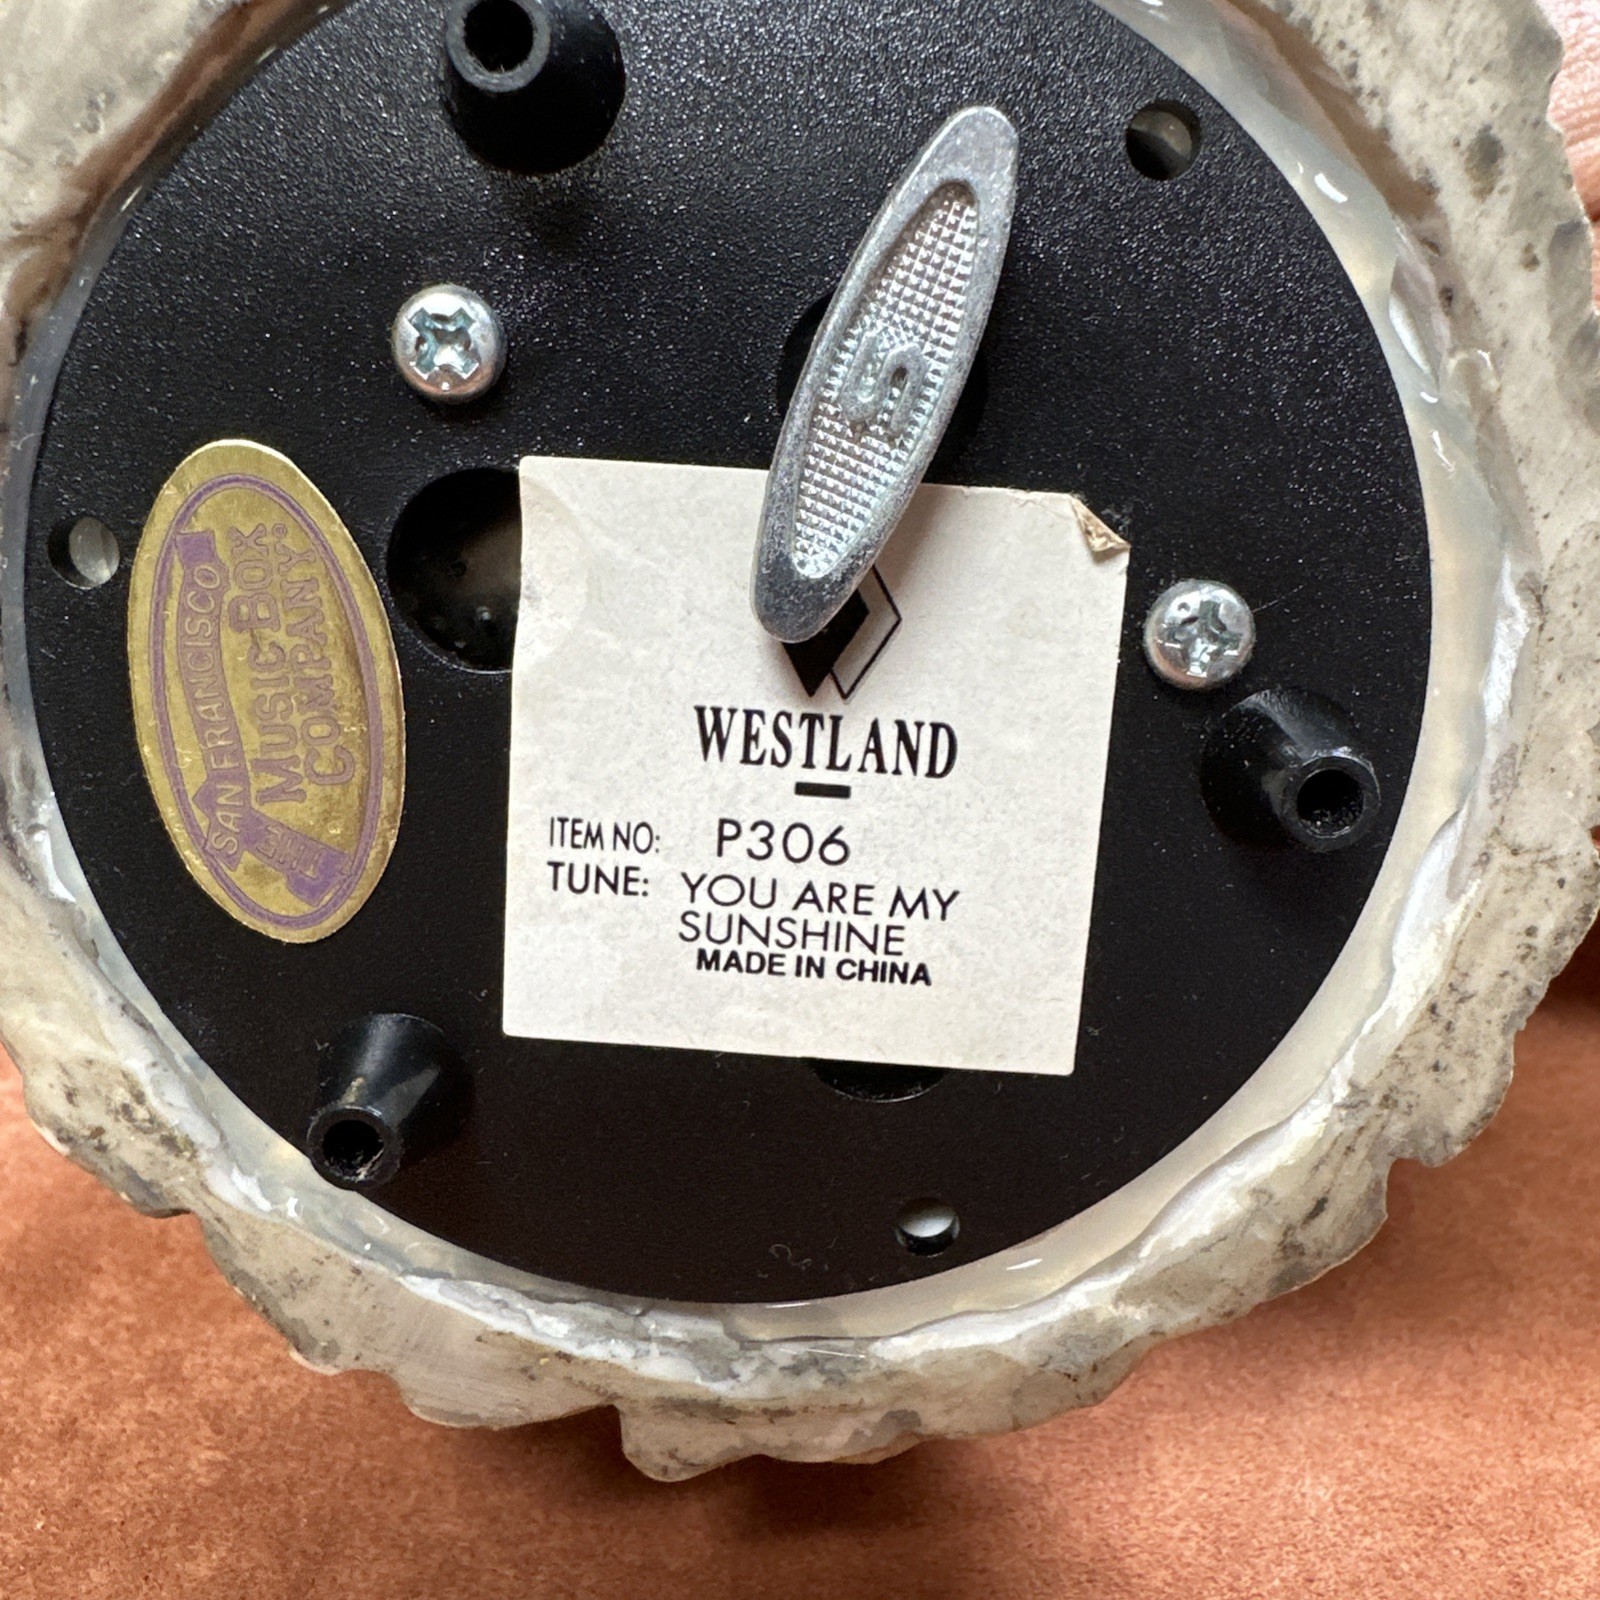 THE
SAN FRANCISCO
MUSIC BOX
COMPANY®
S
WESTLAND
ITEM NO: P306
TUNE: YOU ARE MY
SUNSHINE
MADE IN CHINA